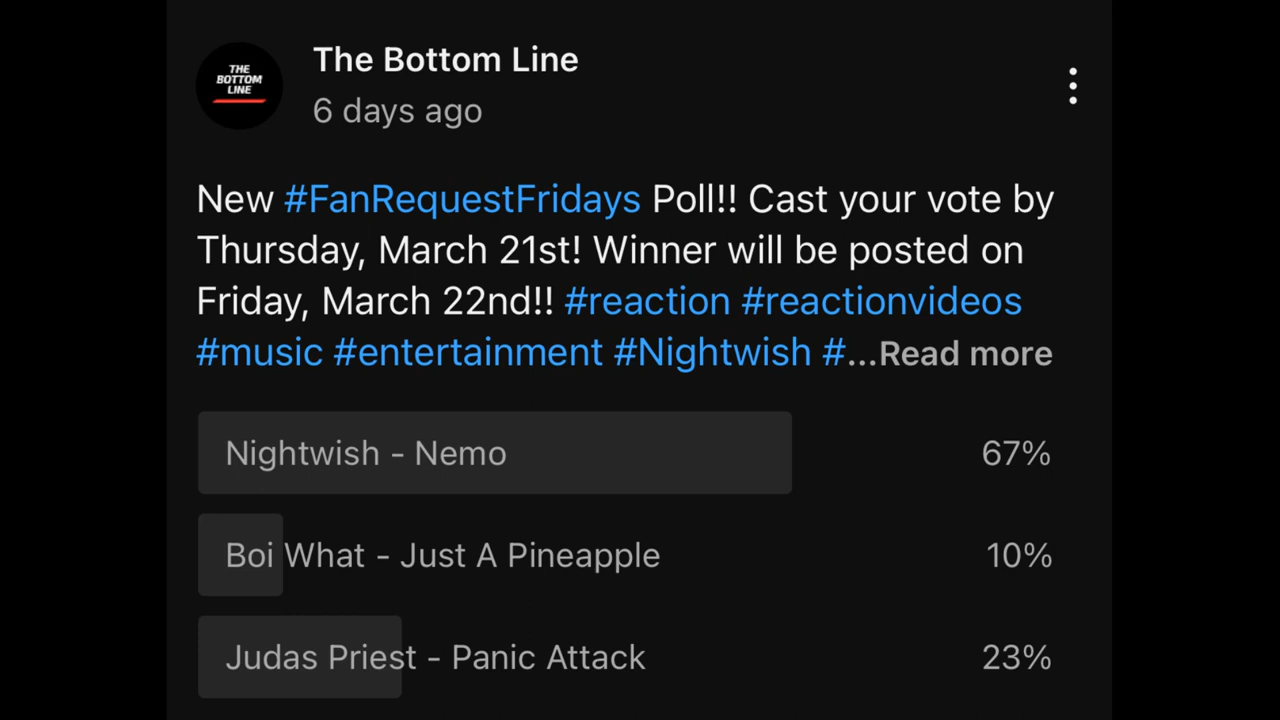 THE
BOTTOM
LINE
The Bottom Line
6 days ago
New #FanRequestFridays Poll!! Cast your vote by
Thursday, March 21st! Winner will be posted on
Friday, March 22nd!! #reaction #reactionvideos
#music #entertainment #Nightwish #...Read more
Nightwish - Nemo 67%
Boi What - Just A Pineapple 10%
Judas Priest - Panic Attack 23%